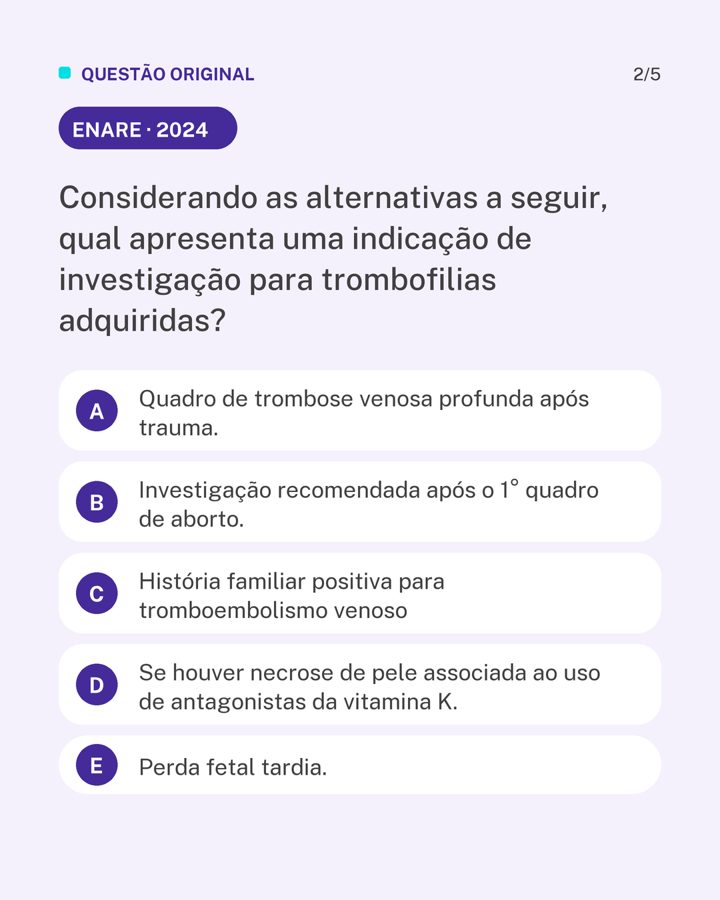 QUESTÃO ORIGINAL
2/5
ENARE · 2024
Considerando as alternativas a seguir,
qual apresenta uma indicação de
investigação para trombofilias
adquiridas?
A
Quadro de trombose venosa profunda após
trauma.
B
Investigação recomendada após o 1° quadro
de aborto.
C
História familiar positiva para
tromboembolismo venoso
D
Se houver necrose de pele associada ao uso
de antagonistas da vitamina K.
E
Perda fetal tardia.